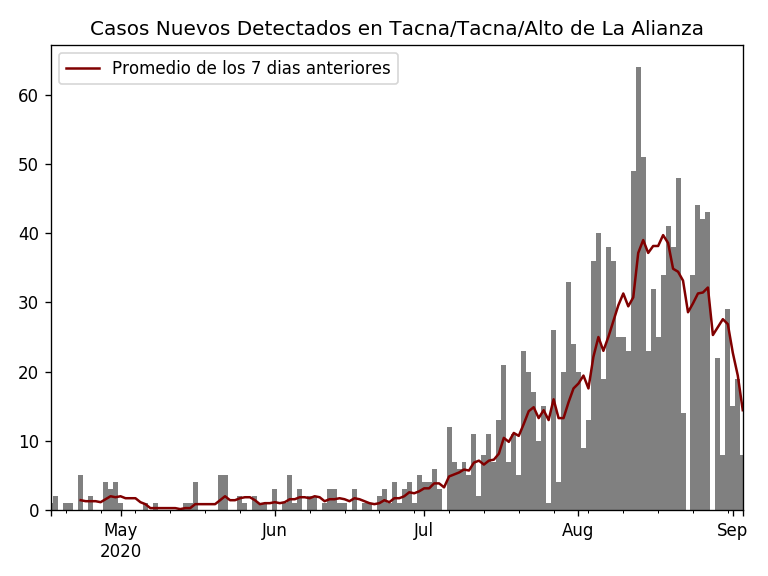 Casos Nuevos Detectados en Tacna/Tacna/Alto de La Alianza
Promedio de los 7 dias anteriores
60
50
40
30
20
10
0
May Jun Jul Aug Sep
2020